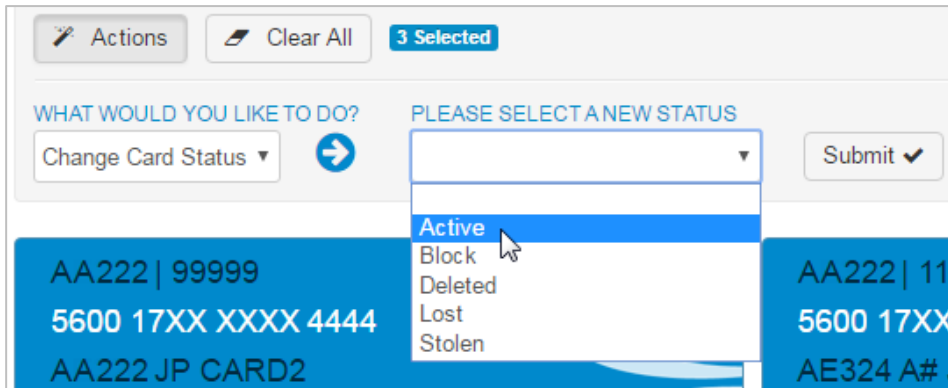 Actions Clear All 3 Selected
WHAT WOULD YOU LIKE TO DO? PLEASE SELECT A NEW STATUS
Change Card Status Submit
Active
Block
Deleted
Lost
Stolen
AA222 | 99999
5600 17XX XXXX 4444
AA222 JP CARD2
AA222 | 11
5600 17XX
AE324 A#